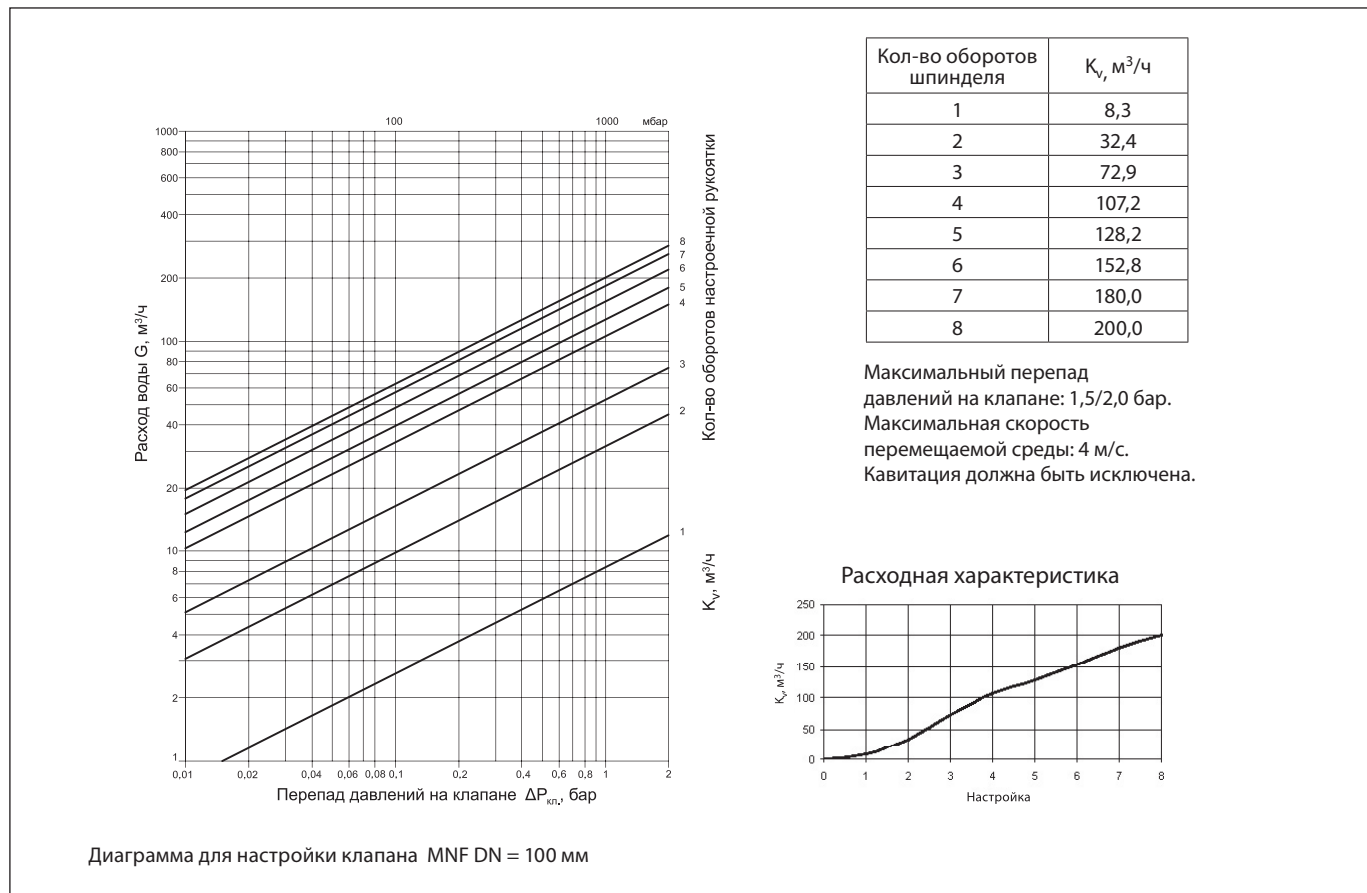 100 1000 мбар
1000
800
600
400
200
100
80
60
40
20
10
8
6
4
2
1
0,01 0,02 0,04 0,06 0,08 0,1 0,2 0,4 0,6 0,8 1 2
Расход воды G, м³/ч
Перепад давлений на клапане ΔPкл., бар
8
7
6
5
4
3
2
1
Кол-во оборотов настроечной рукоятки
Kv, м³/ч
Кол-во оборотов шпинделя Kv, м³/ч
1 8,3
2 32,4
3 72,9
4 107,2
5 128,2
6 152,8
7 180,0
8 200,0
Максимальный перепад
давлений на клапане: 1,5/2,0 бар.
Максимальная скорость
перемещаемой среды: 4 м/с.
Кавитация должна быть исключена.
Расходная характеристика
250
200
150
100
50
0
Kv, м³/ч
0 1 2 3 4 5 6 7 8
Настройка
Диаграмма для настройки клапана MNF DN = 100 мм